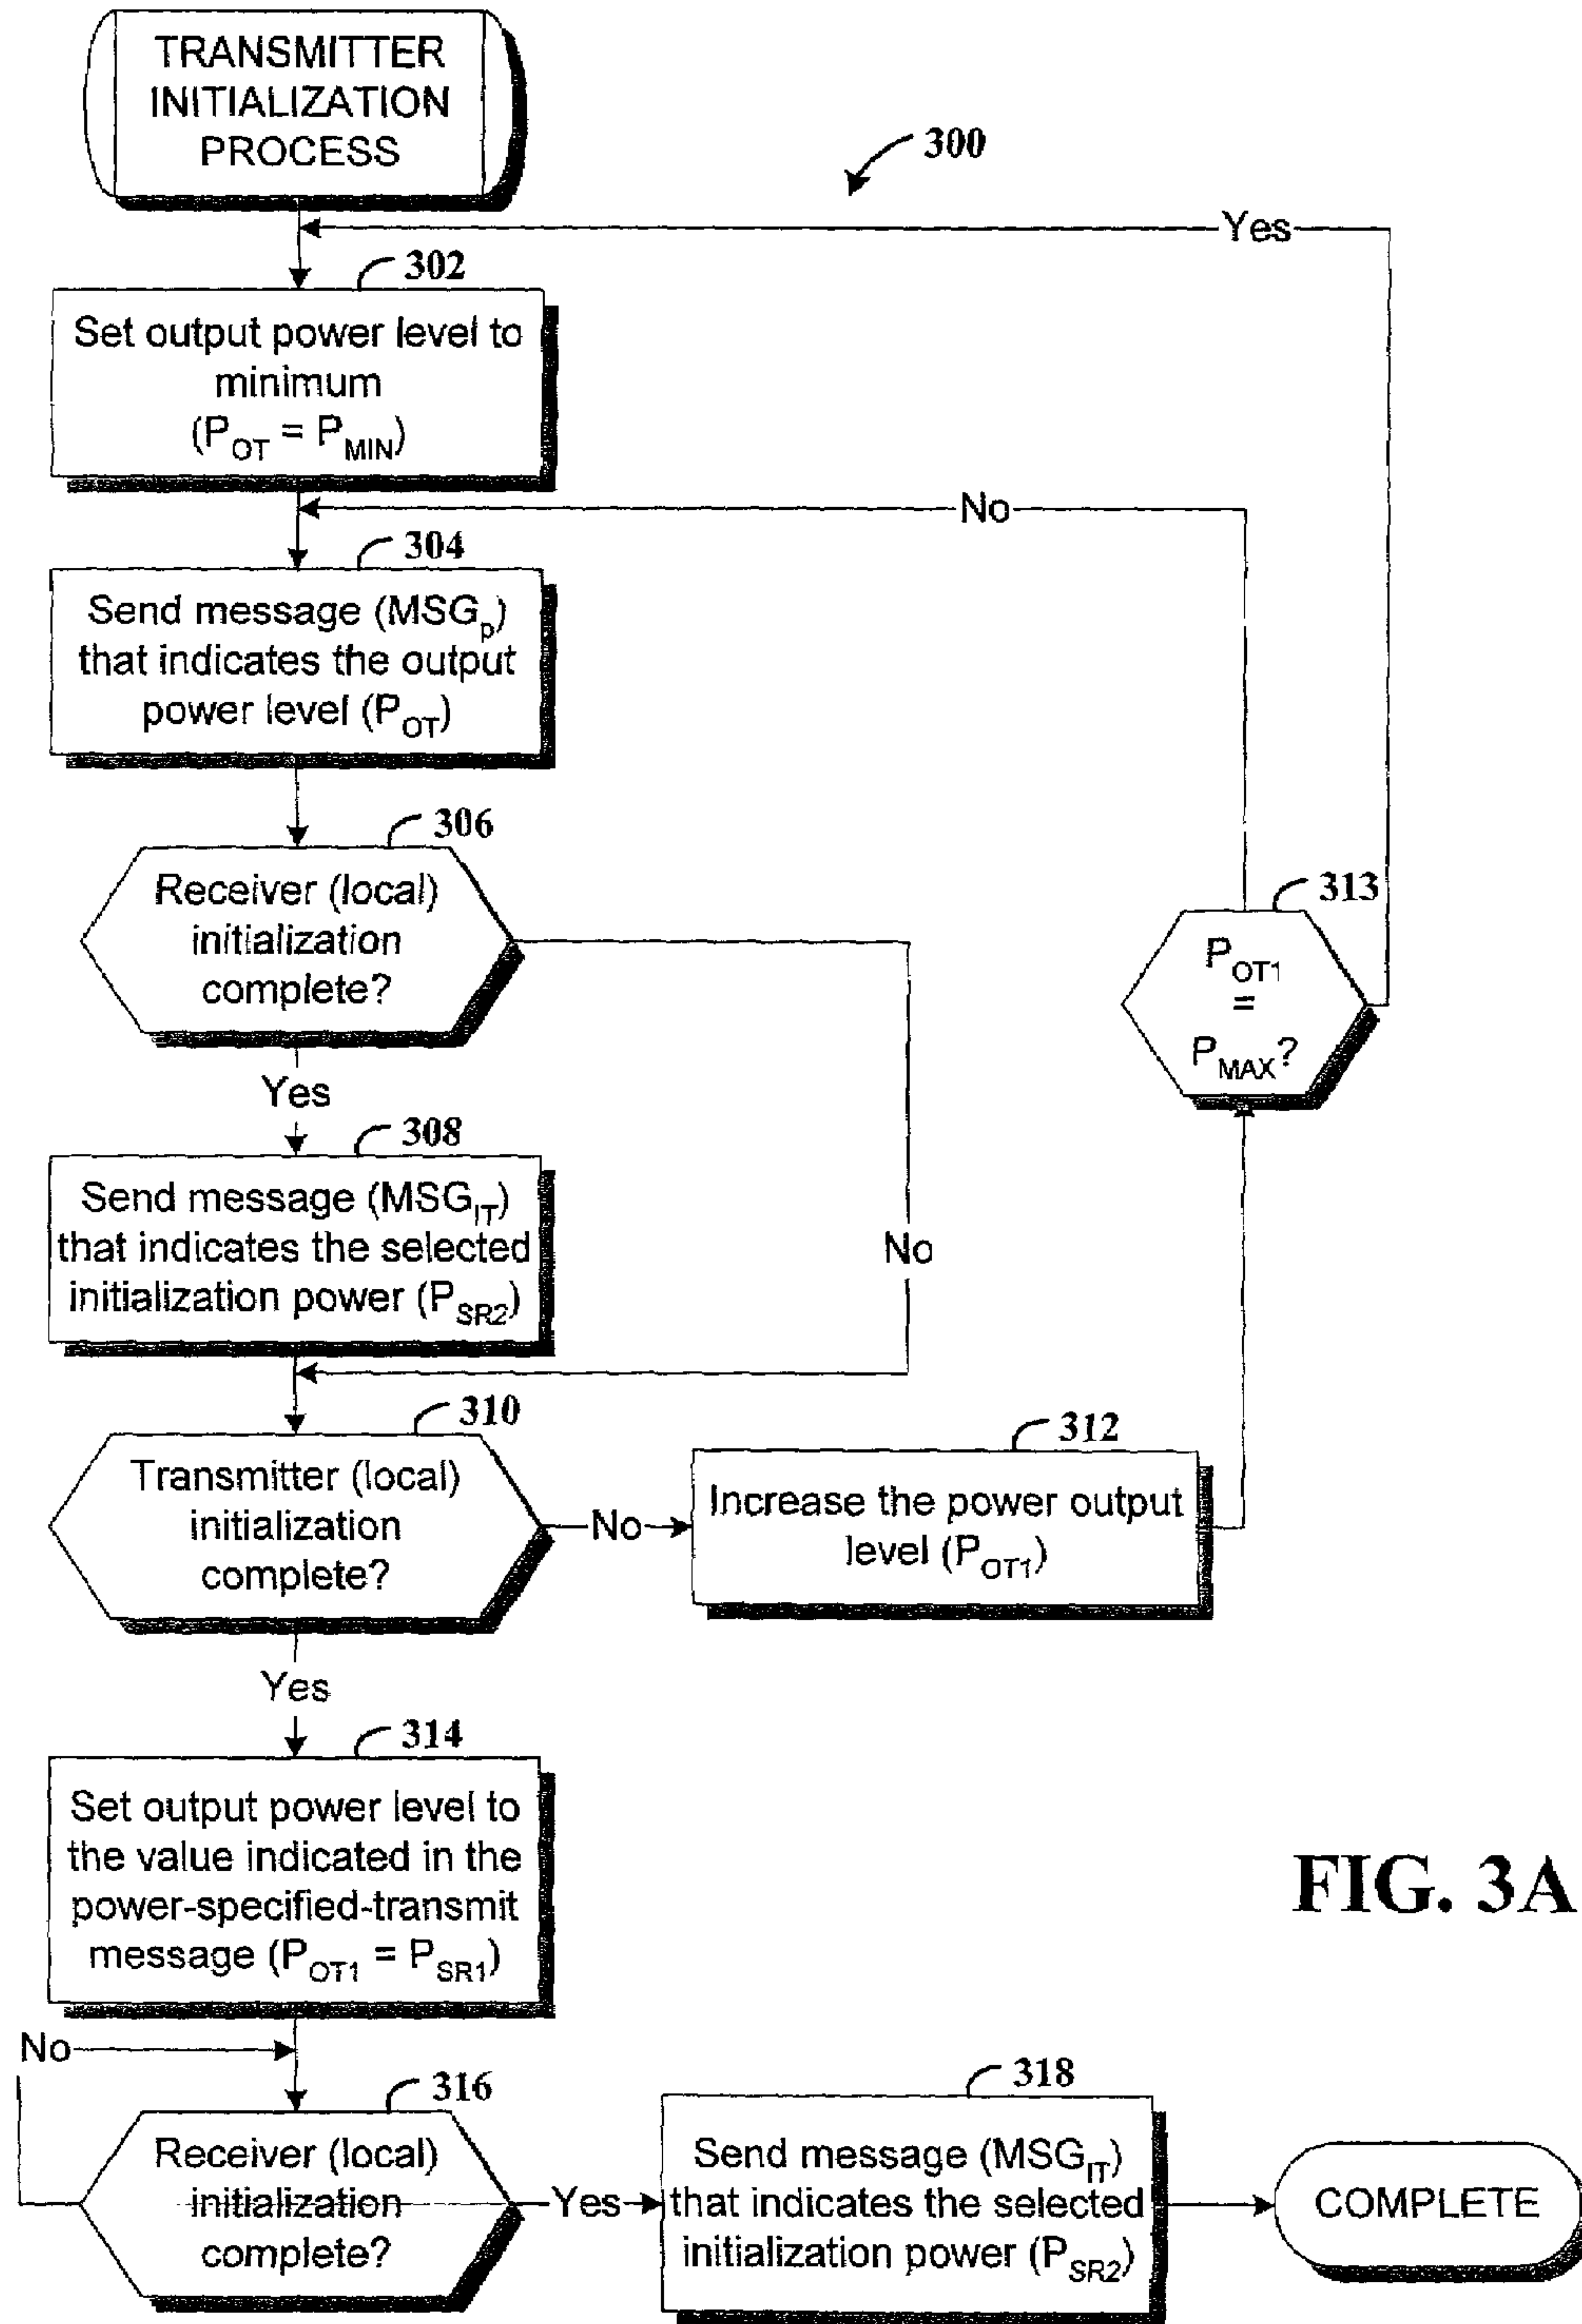 TRANSMITTER
INITIALIZATION
PROCESS
300
Yes
302
Set output power level to
minimum
(P_OT = P_MIN)
No
304
Send message (MSG_p)
that indicates the output
power level (P_OT)
306
Receiver (local)
initialization
complete?
313
P_OT1
=
P_MAX?
Yes
308
Send message (MSG_IT)
that indicates the selected
initialization power (P_SR2)
No
310
Transmitter (local)
initialization
complete?
No
312
Increase the power output
level (P_OT1)
Yes
314
Set output power level to
the value indicated in the
power-specified-transmit
message (P_OT1 = P_SR1)
FIG. 3A
No
316
Receiver (local)
initialization
complete?
Yes
318
Send message (MSG_IT)
that indicates the selected
initialization power (P_SR2)
COMPLETE